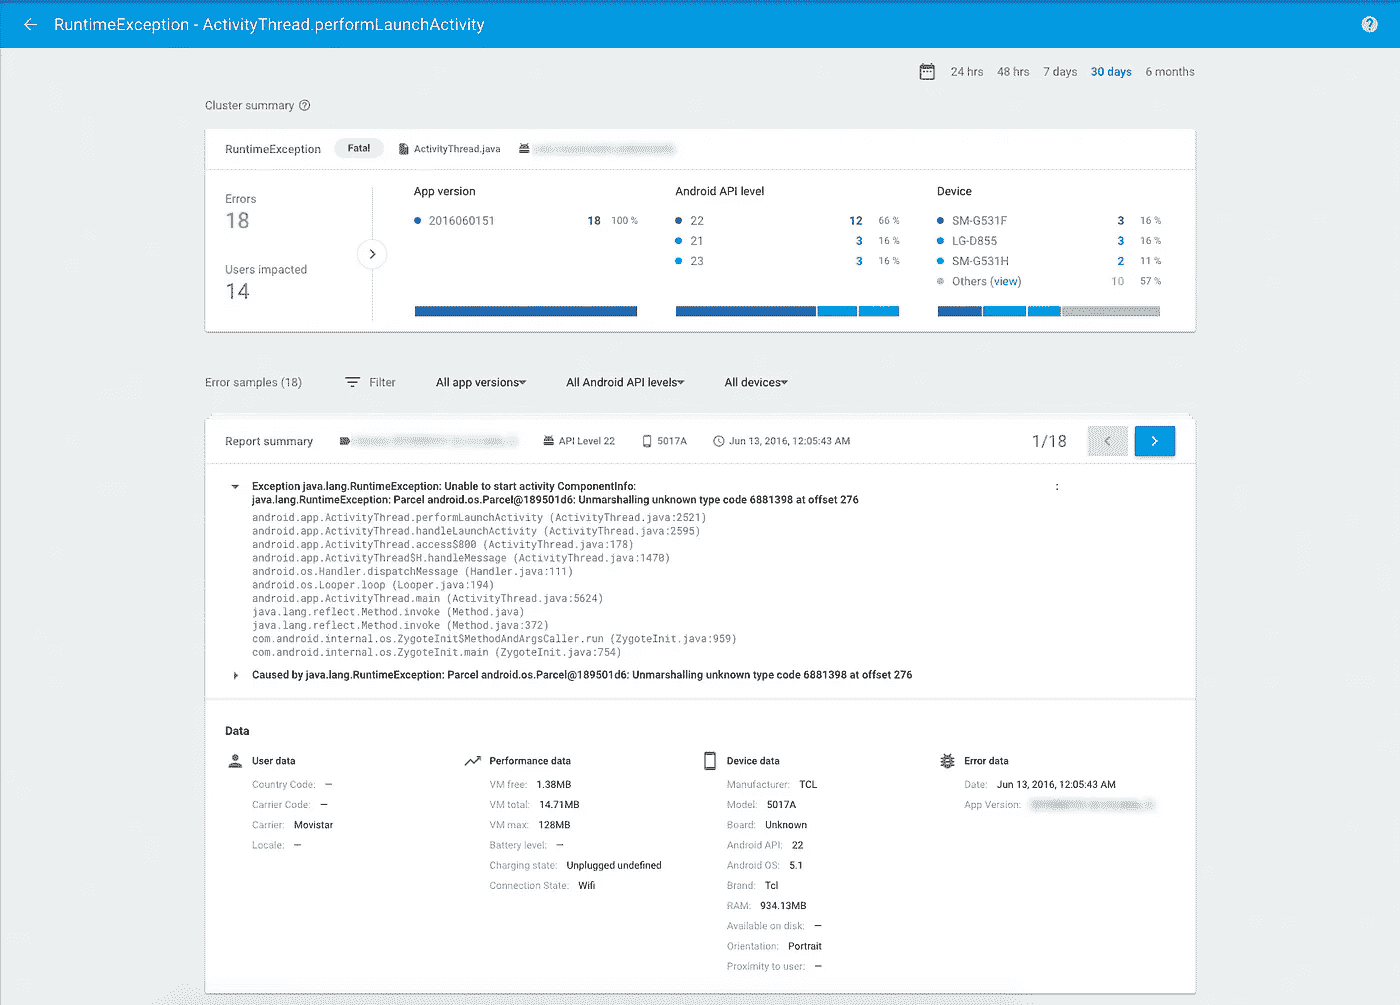 RuntimeException - ActivityThread.performLaunchActivity
24 hrs 48 hrs 7 days 30 days 6 months
Cluster summary
RuntimeException Fatal ActivityThread.java
Errors
18
Users impacted
14
App version
2016060151 18 100 %
Android API level
22 12 66 %
21 3 16 %
23 3 16 %
Device
SM-G531F 3 16 %
LG-D855 3 16 %
SM-G531H 2 11 %
Others (view) 10 57 %
Error samples (18) Filter All app versions All Android API levels All devices
Report summary API Level 22 5017A Jun 13, 2016, 12:05:43 AM 1/18
Exception java.lang.RuntimeException: Unable to start activity ComponentInfo: :
java.lang.RuntimeException: Parcel android.os.Parcel@189501d6: Unmarshalling unknown type code 6881398 at offset 276
android.app.ActivityThread.performLaunchActivity (ActivityThread.java:2521)
android.app.ActivityThread.handleLaunchActivity (ActivityThread.java:2595)
android.app.ActivityThread.access$800 (ActivityThread.java:178)
android.app.ActivityThread$H.handleMessage (ActivityThread.java:1470)
android.os.Handler.dispatchMessage (Handler.java:111)
android.os.Looper.loop (Looper.java:194)
android.app.ActivityThread.main (ActivityThread.java:5624)
java.lang.reflect.Method.invoke (Method.java)
java.lang.reflect.Method.invoke (Method.java:372)
com.android.internal.os.ZygoteInit$MethodAndArgsCaller.run (ZygoteInit.java:959)
com.android.internal.os.ZygoteInit.main (ZygoteInit.java:754)
Caused by java.lang.RuntimeException: Parcel android.os.Parcel@189501d6: Unmarshalling unknown type code 6881398 at offset 276
Data
User data
Country Code: —
Carrier Code: —
Carrier: Movistar
Locale: —
Performance data
VM free: 1.38MB
VM total: 14.71MB
VM max: 128MB
Battery level: —
Charging state: Unplugged undefined
Connection State: Wifi
Device data
Manufacturer: TCL
Model: 5017A
Board: Unknown
Android API: 22
Android OS: 5.1
Brand: Tcl
RAM: 934.13MB
Available on disk: —
Orientation: Portrait
Proximity to user: —
Error data
Date: Jun 13, 2016, 12:05:43 AM
App Version: